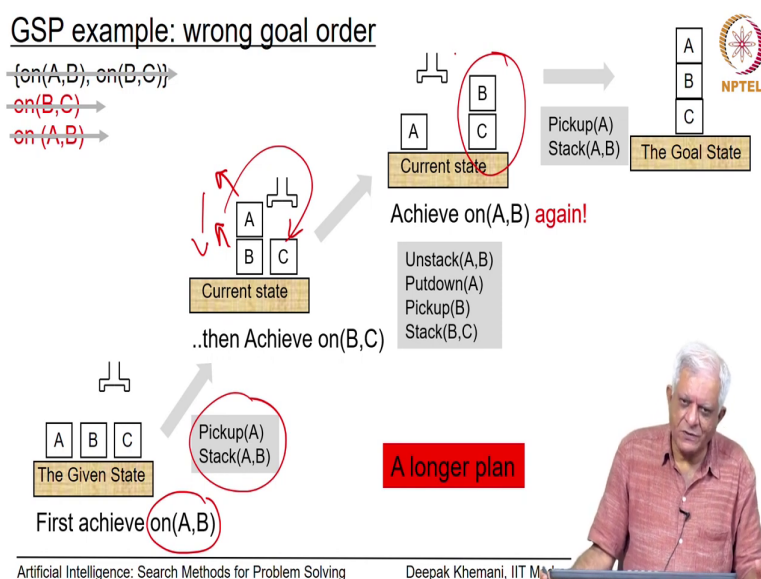 GSP example: wrong goal order
{on(A,B), on(B,C)}
on(B,C)
on (A,B)
A
B
C
The Goal State
NPTEL
Pickup(A)
Stack(A,B)
A
B
C
Current state
Achieve on(A,B) again!
Unstack(A,B)
Putdown(A)
Pickup(B)
Stack(B,C)
A
B
C
Current state
..then Achieve on(B,C)
Pickup(A)
Stack(A,B)
A B C
The Given State
First achieve on(A,B)
A longer plan
Artificial Intelligence: Search Methods for Problem Solving
Deepak Khemani, IIT